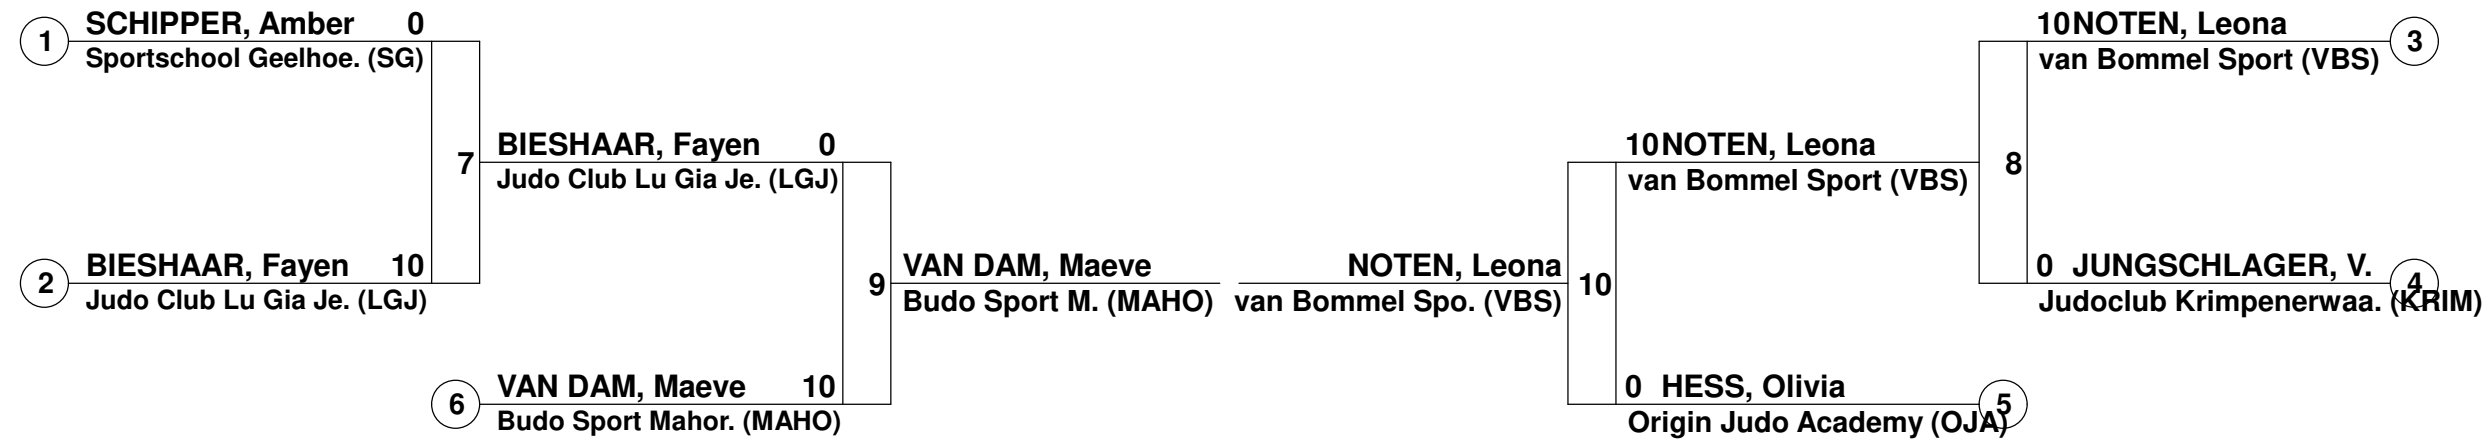 1 SCHIPPER, Amber 0
Sportschool Geelhoe. (SG)
7
2 BIESHAAR, Fayen 10
Judo Club Lu Gia Je. (LGJ)
BIESHAAR, Fayen 0
Judo Club Lu Gia Je. (LGJ)
9
6 VAN DAM, Maeve 10
Budo Sport Mahor. (MAHO)
VAN DAM, Maeve
Budo Sport M. (MAHO)
NOTEN, Leona
van Bommel Spo. (VBS)
10
10 NOTEN, Leona
van Bommel Sport (VBS)
0 HESS, Olivia 5
Origin Judo Academy (OJA)
8
10 NOTEN, Leona 3
van Bommel Sport (VBS)
0 JUNGSCHLAGER, V. 4
Judoclub Krimpenerwaa. (KRIM)